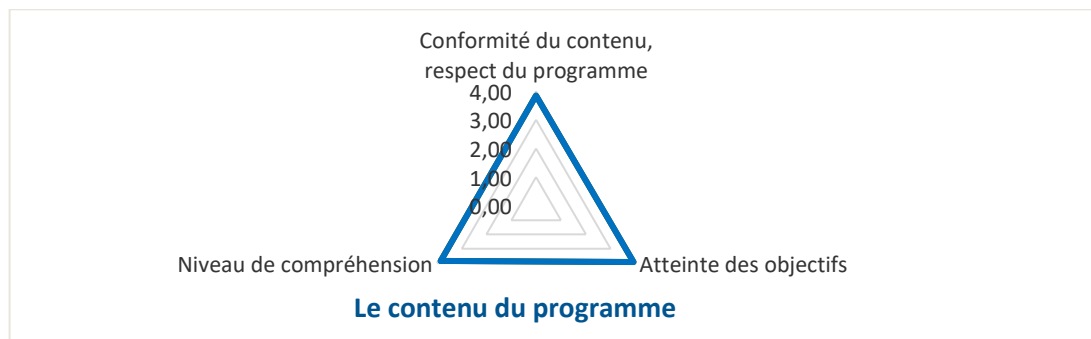 Conformité du contenu,
respect du programme
4,00
3,00
2,00
1,00
0,00
Niveau de compréhension
Atteinte des objectifs
Le contenu du programme